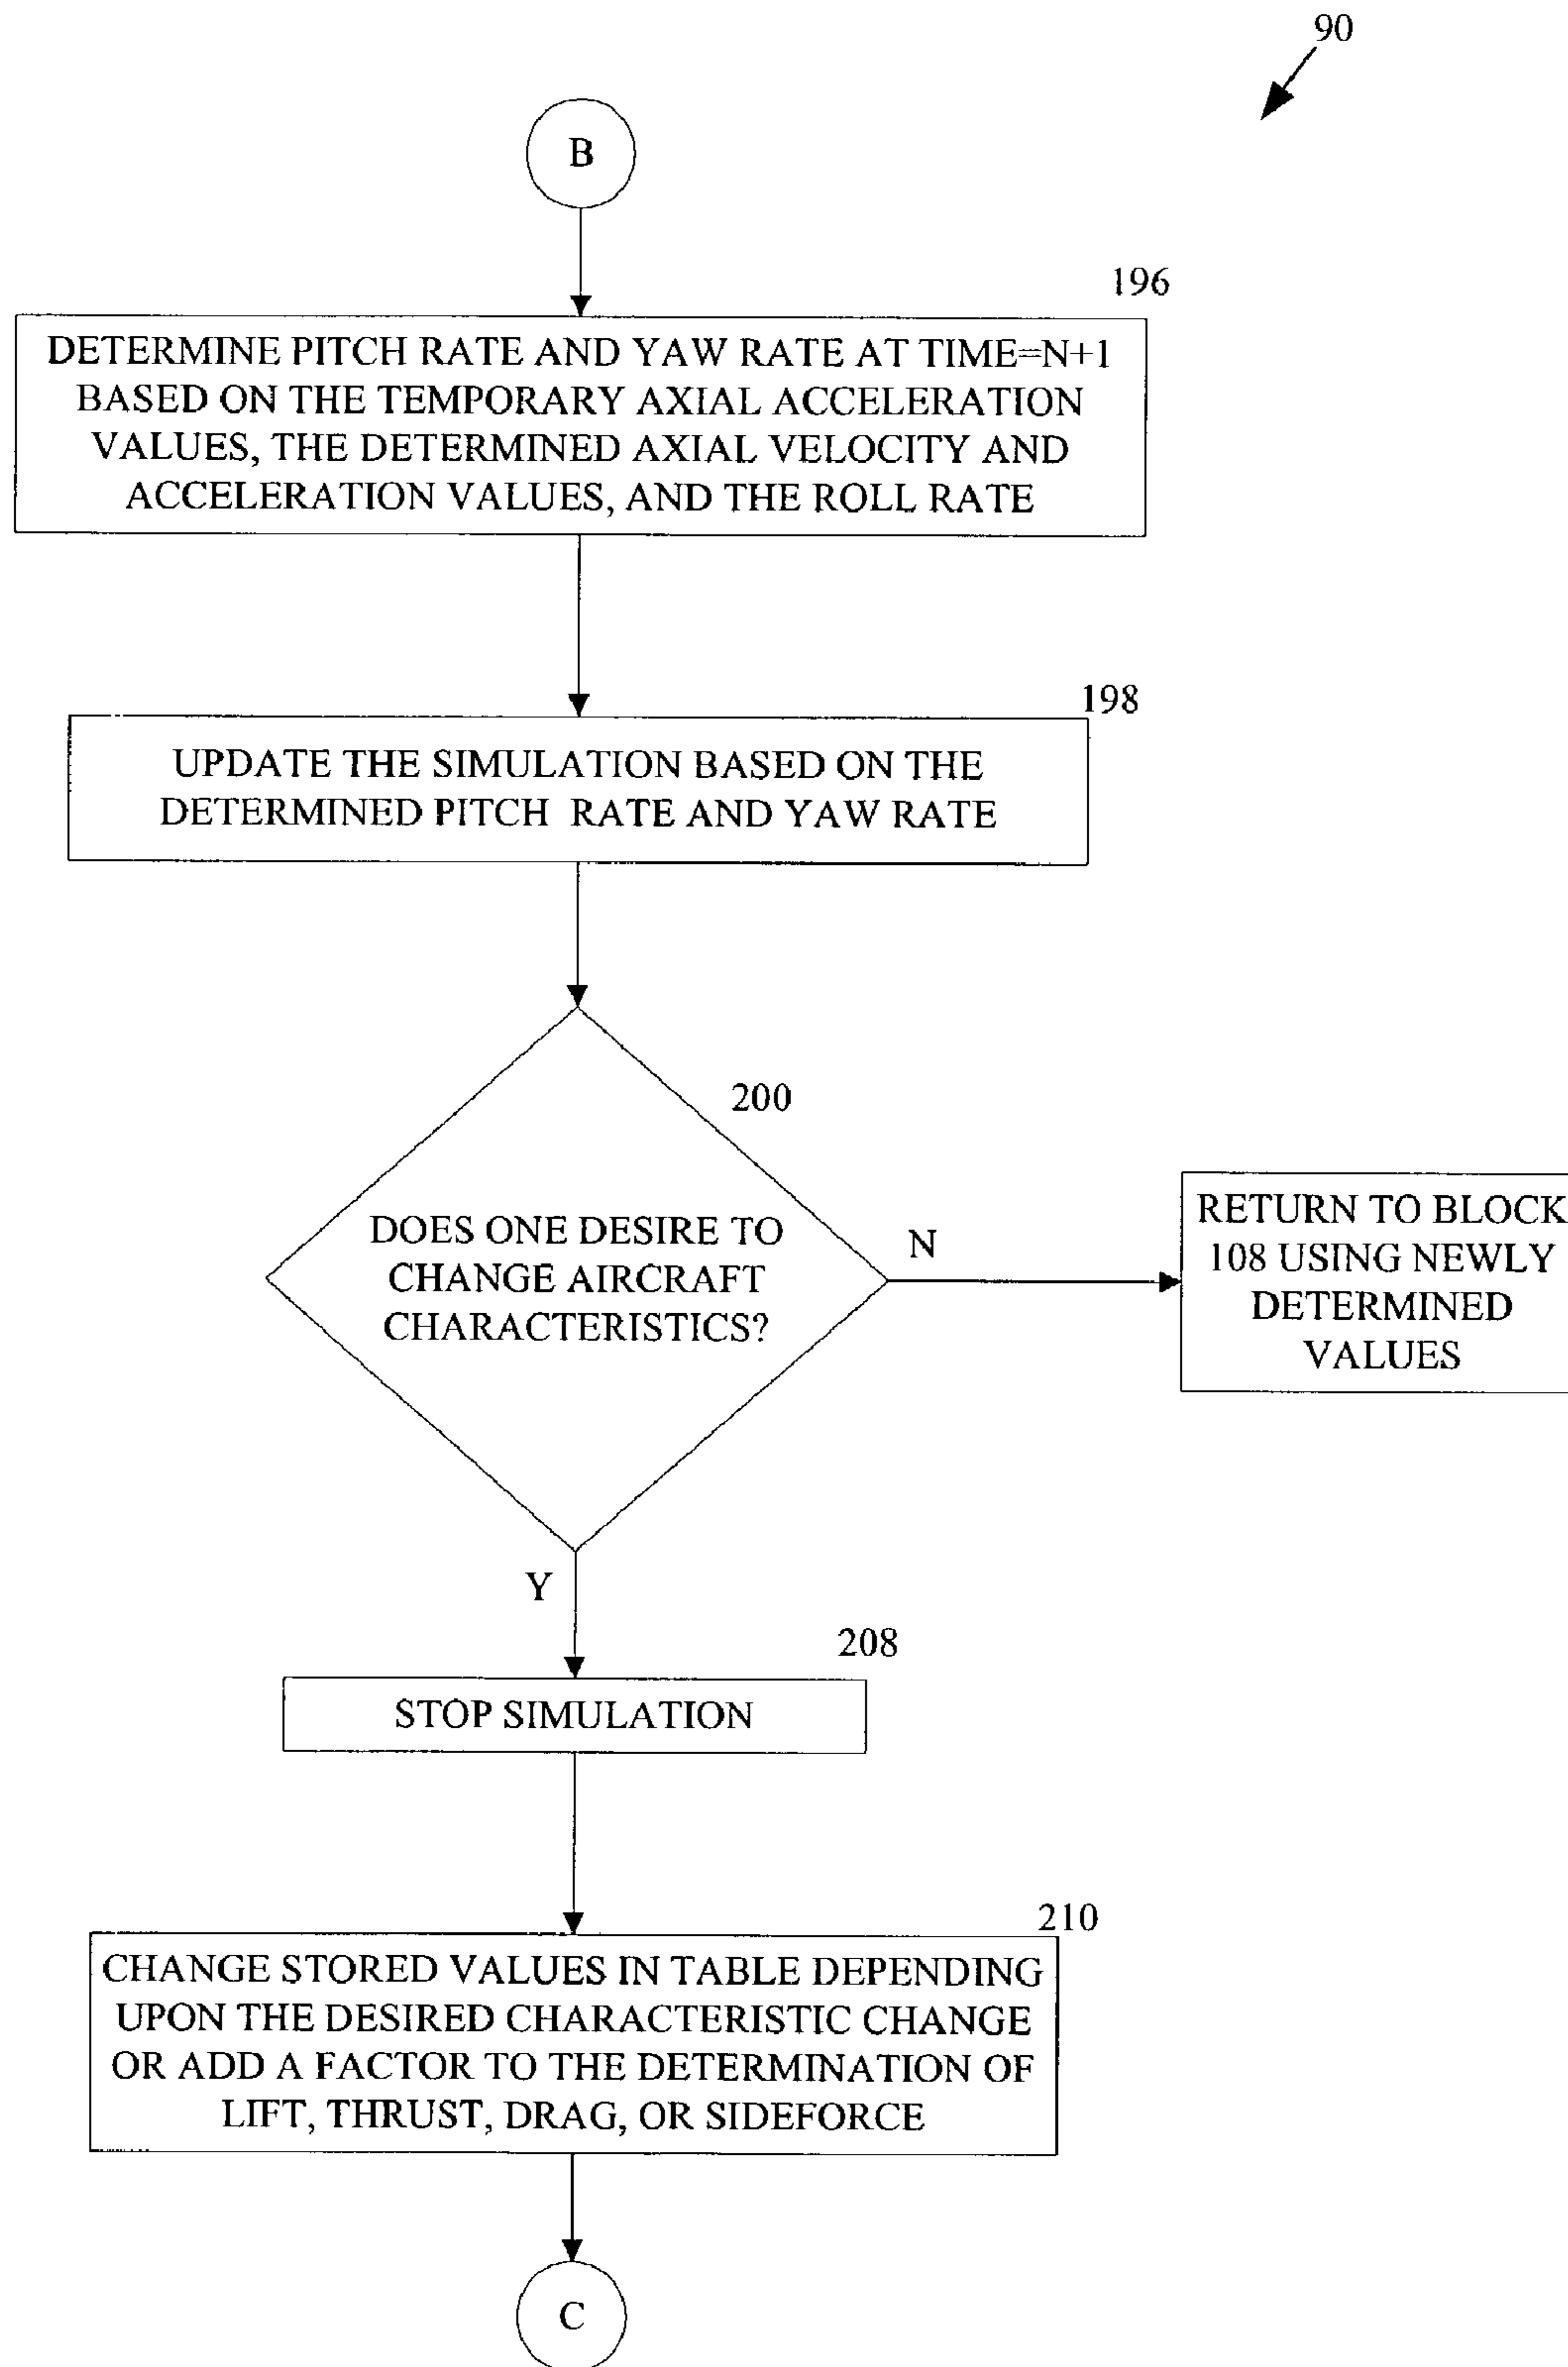 90
B
196
DETERMINE PITCH RATE AND YAW RATE AT TIME=N+1
BASED ON THE TEMPORARY AXIAL ACCELERATION
VALUES, THE DETERMINED AXIAL VELOCITY AND
ACCELERATION VALUES, AND THE ROLL RATE
198
UPDATE THE SIMULATION BASED ON THE
DETERMINED PITCH RATE AND YAW RATE
200
DOES ONE DESIRE TO
CHANGE AIRCRAFT
CHARACTERISTICS?
N
RETURN TO BLOCK
108 USING NEWLY
DETERMINED
VALUES
Y
208
STOP SIMULATION
210
CHANGE STORED VALUES IN TABLE DEPENDING
UPON THE DESIRED CHARACTERISTIC CHANGE
OR ADD A FACTOR TO THE DETERMINATION OF
LIFT, THRUST, DRAG, OR SIDEFORCE
C